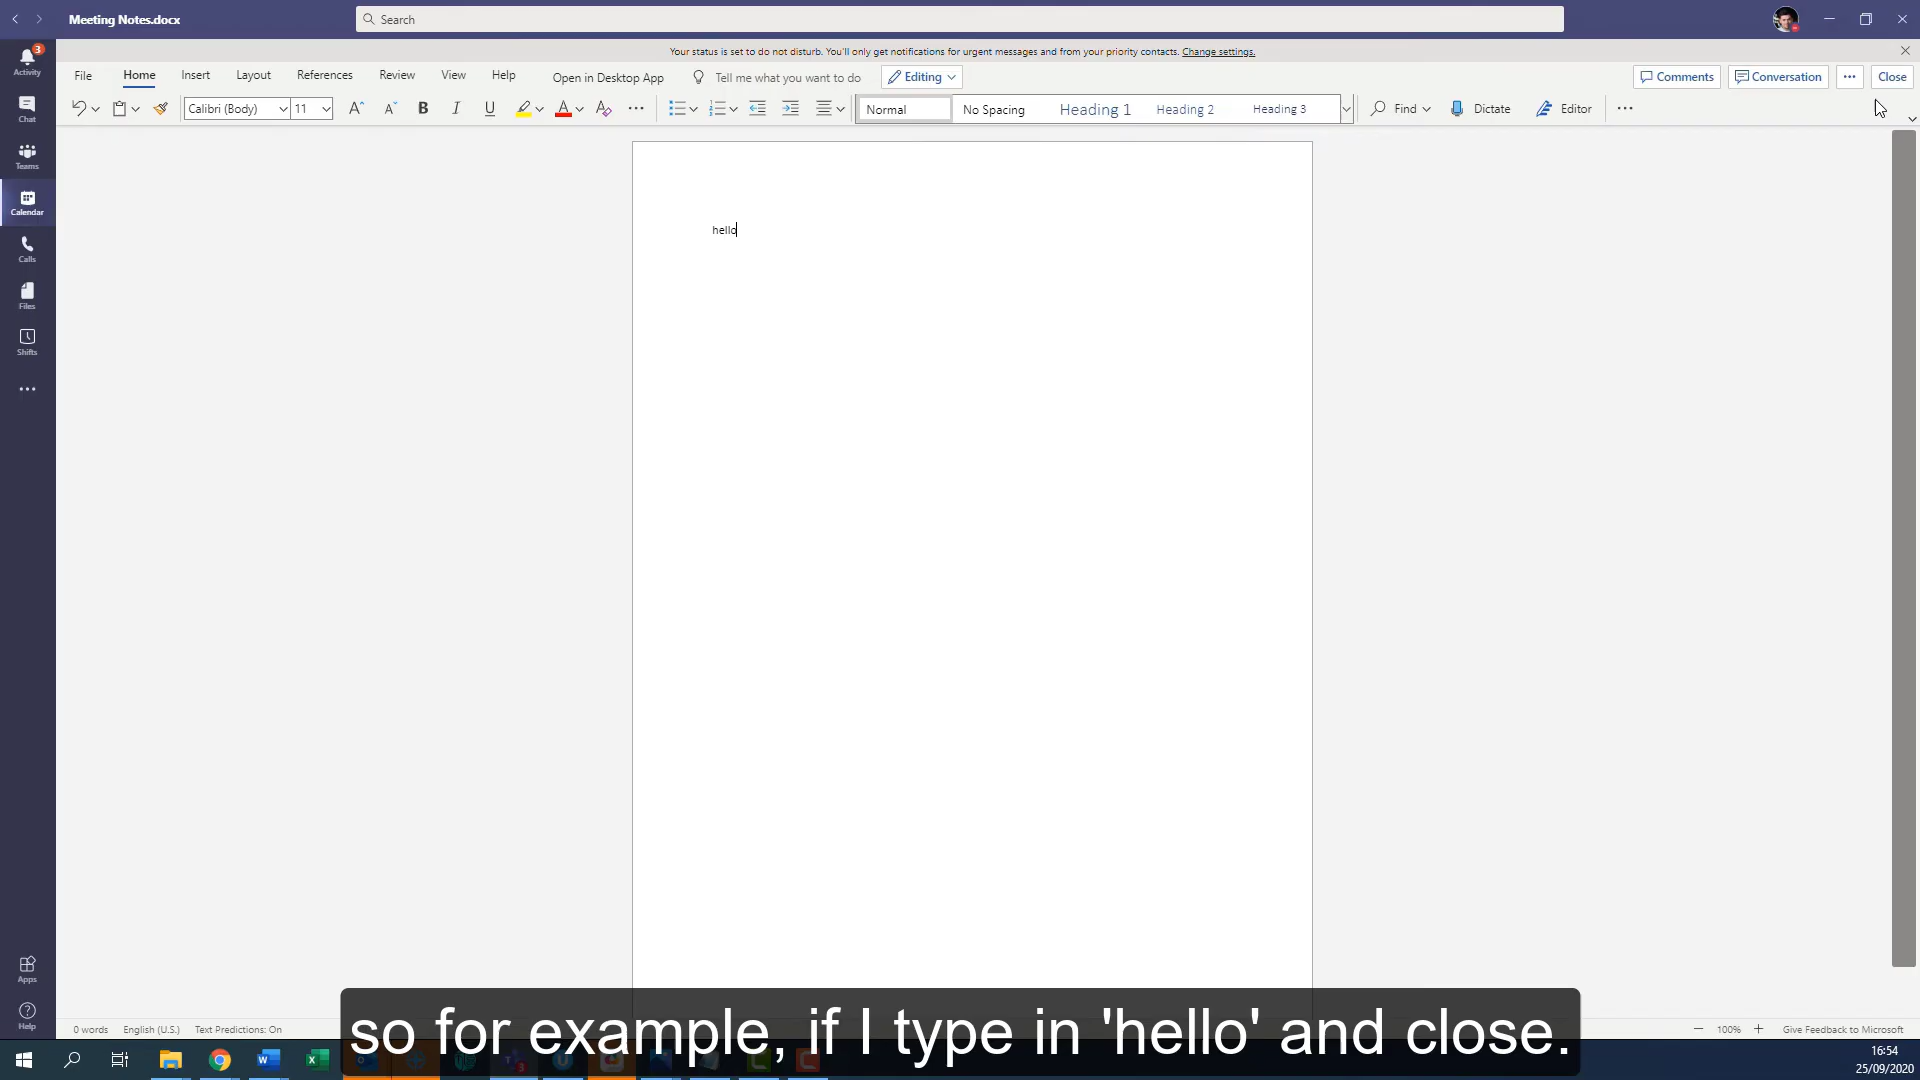 Meeting Notes.docx
Search
Your status is set to do not disturb. You'll only get notifications for urgent messages and from your priority contacts. Change settings.
File Home Insert Layout References Review View Help Open in Desktop App Tell me what you want to do Editing Comments Conversation Close
Calibri (Body) 11 B I U A Normal No Spacing Heading 1 Heading 2 Heading 3 Find Dictate Editor
3
Activity
Chat
Teams
Calendar
Calls
Files
Shifts
Apps
Help
hello
0 words English (U.S.) Text Predictions: On
100% Give Feedback to Microsoft
so for example, if I type in 'hello' and close.
16:54
25/09/2020